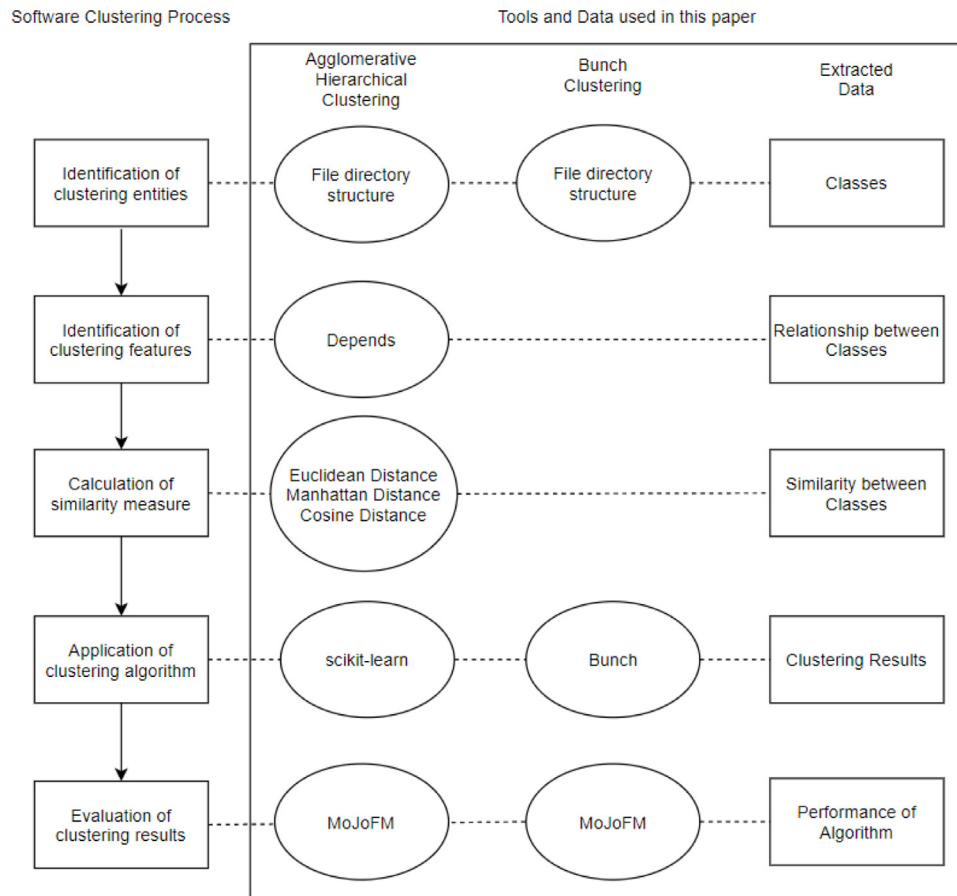 Software Clustering Process
Tools and Data used in this paper
Agglomerative
Hierarchical
Clustering
Bunch
Clustering
Extracted
Data
Identification of
clustering entities
File directory
structure
File directory
structure
Classes
Identification of
clustering features
Depends
Relationship between
Classes
Calculation of
similarity measure
Euclidean Distance
Manhattan Distance
Cosine Distance
Similarity between
Classes
Application of
clustering algorithm
scikit-learn
Bunch
Clustering Results
Evaluation of
clustering results
MoJoFM
MoJoFM
Performance of
Algorithm